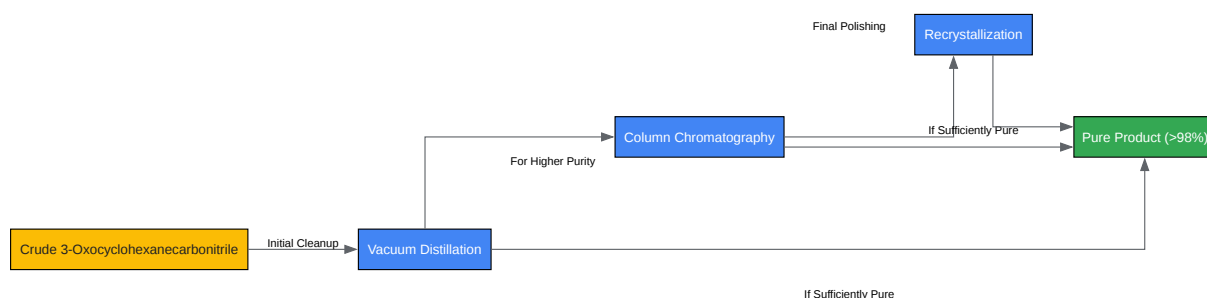 Final Polishing
Recrystallization
Column Chromatography
If Sufficiently Pure
Pure Product (>98%)
For Higher Purity
Crude 3-Oxocyclohexanecarbonitrile
Initial Cleanup
Vacuum Distillation
If Sufficiently Pure